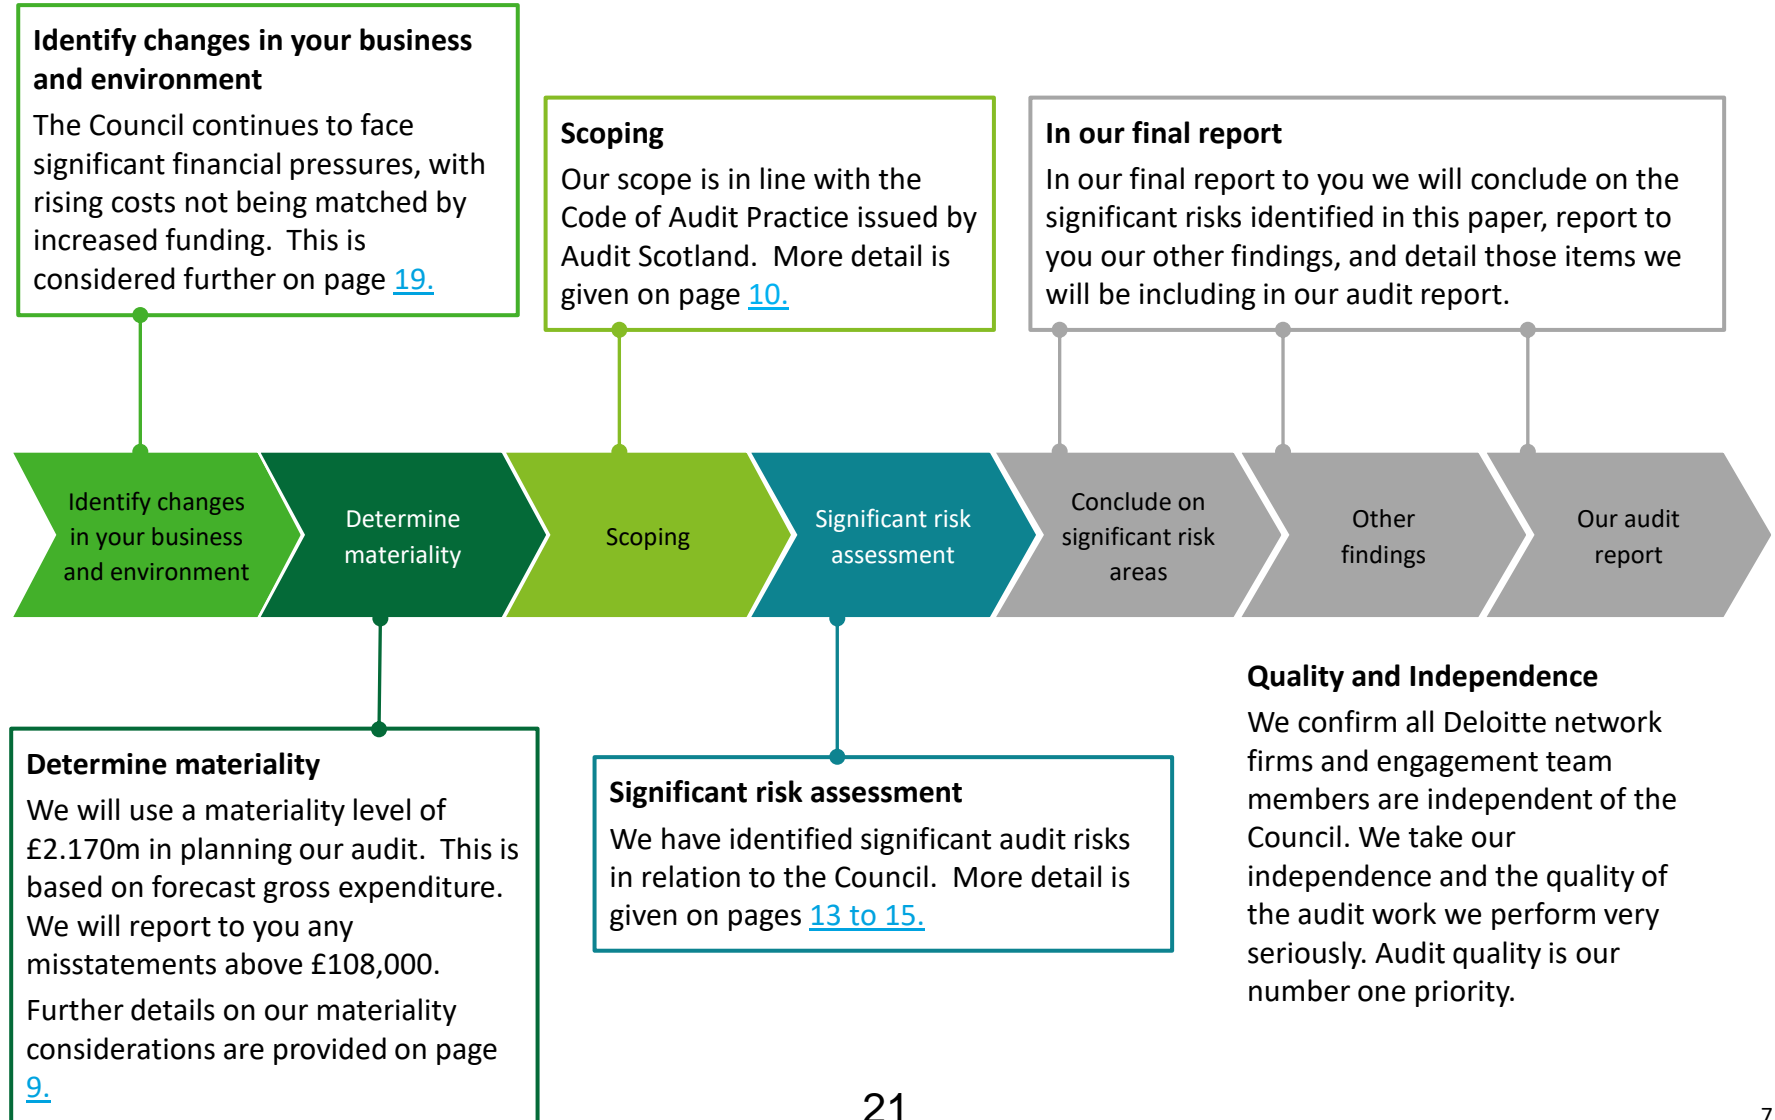 Identify changes in your business
and environment
The Council continues to face
significant financial pressures, with
rising costs not being matched by
increased funding.  This is
considered further on page 19.
Scoping
Our scope is in line with the
Code of Audit Practice issued by
Audit Scotland.  More detail is
given on page 10.
In our final report
In our final report to you we will conclude on the
significant risks identified in this paper, report to
you our other findings, and detail those items we
will be including in our audit report.
Identify changes
in your business
and environment
Determine
materiality
Scoping
Significant risk
assessment
Conclude on
significant risk
areas
Other
findings
Our audit
report
Determine materiality
We will use a materiality level of
£2.170m in planning our audit.  This is
based on forecast gross expenditure.
We will report to you any
misstatements above £108,000.
Further details on our materiality
considerations are provided on page
9.
Significant risk assessment
We have identified significant audit risks
in relation to the Council.  More detail is
given on pages 13 to 15.
Quality and Independence
We confirm all Deloitte network
firms and engagement team
members are independent of the
Council. We take our
independence and the quality of
the audit work we perform very
seriously. Audit quality is our
number one priority.
21
7